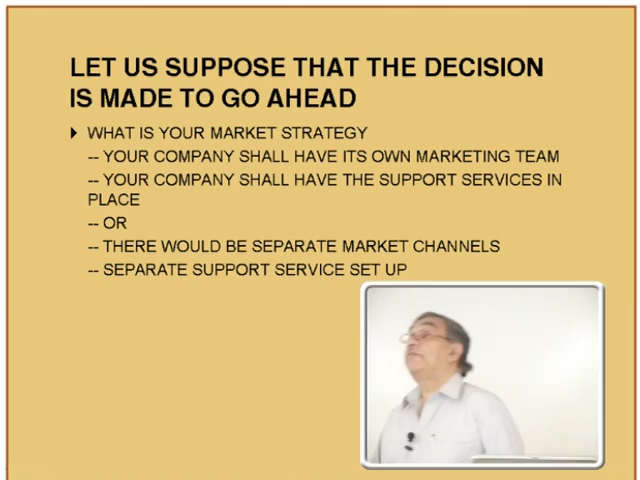 LET US SUPPOSE THAT THE DECISION
IS MADE TO GO AHEAD
WHAT IS YOUR MARKET STRATEGY
-- YOUR COMPANY SHALL HAVE ITS OWN MARKETING TEAM
-- YOUR COMPANY SHALL HAVE THE SUPPORT SERVICES IN
PLACE
-- OR
-- THERE WOULD BE SEPARATE MARKET CHANNELS
-- SEPARATE SUPPORT SERVICE SET UP